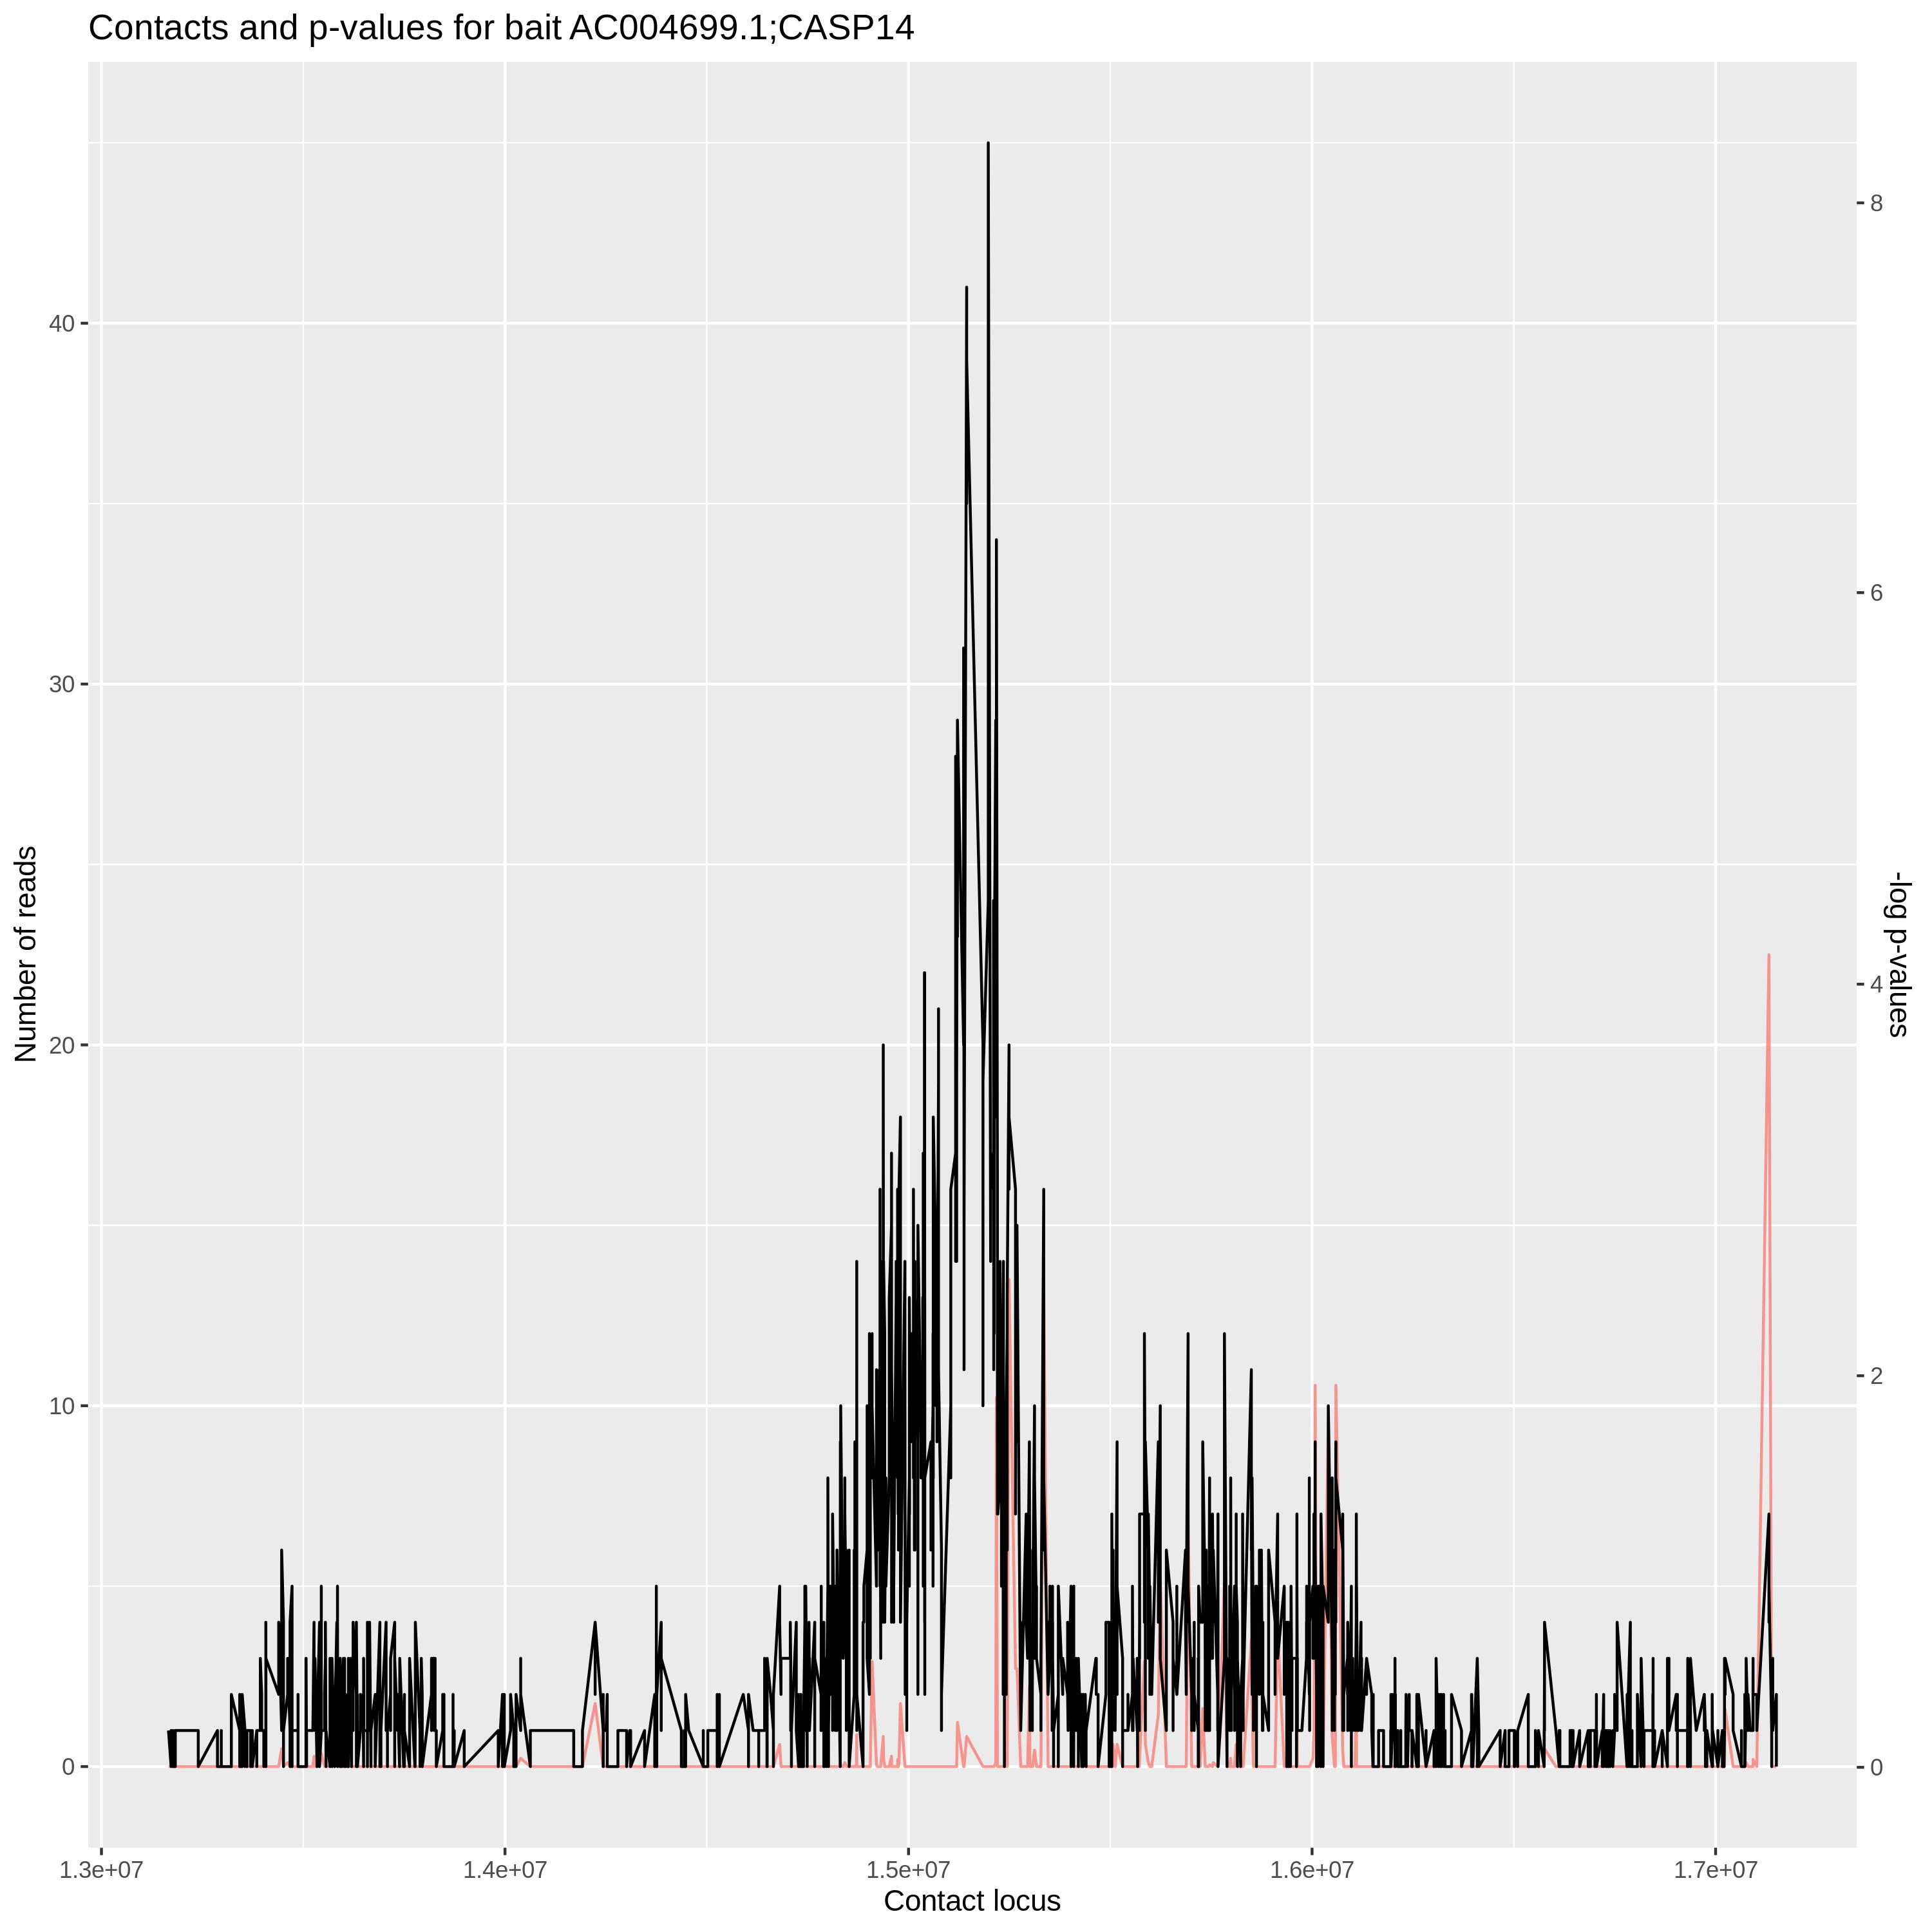 Contacts and p-values for bait AC004699.1;CASP14
Number of reads
40
30
20
10
0
8
6
4
2
0
-log p-values
1.3e+07 1.4e+07 1.5e+07 1.6e+07 1.7e+07
Contact locus